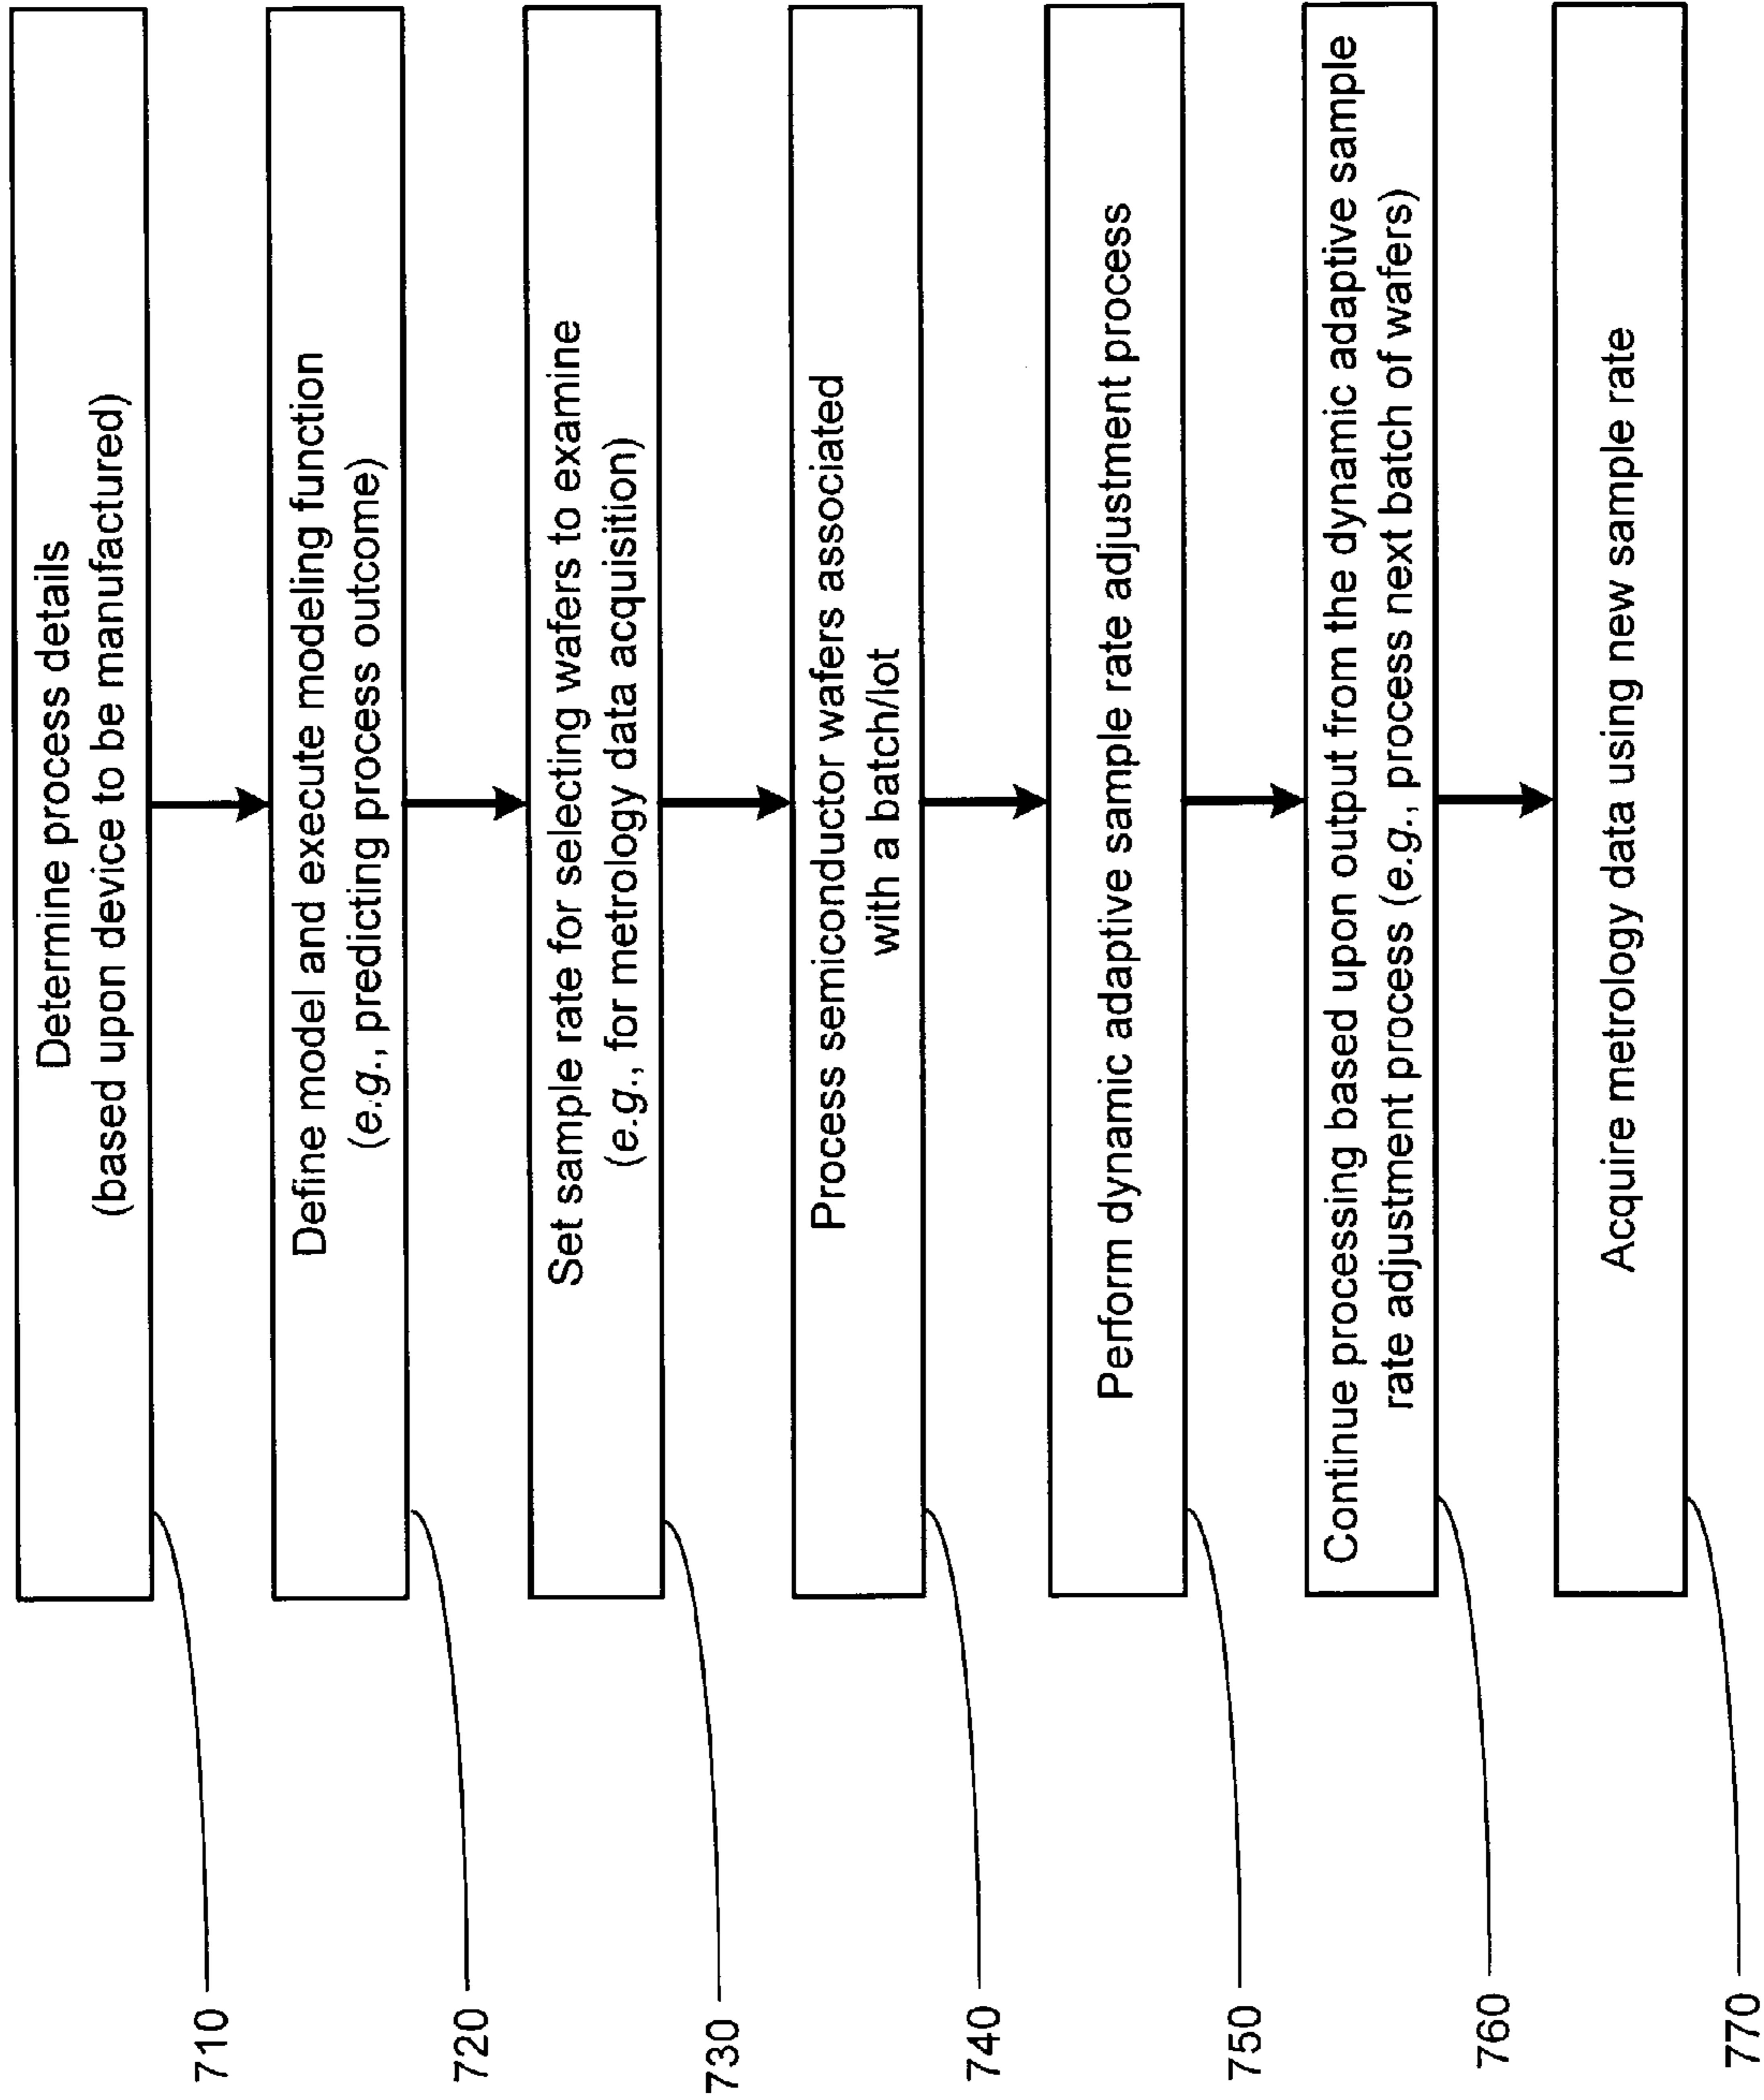 Determine process details
(based upon device to be manufactured)
710
Define model and execute modeling function
(e.g., predicting process outcome)
720
Set sample rate for selecting wafers to examine
(e.g., for metrology data acquisition)
730
Process semiconductor wafers associated
with a batch/lot
740
Perform dynamic adaptive sample rate adjustment process
750
Continue processing based upon output from the dynamic adaptive sample
rate adjustment process (e.g., process next batch of wafers)
760
Acquire metrology data using new sample rate
770